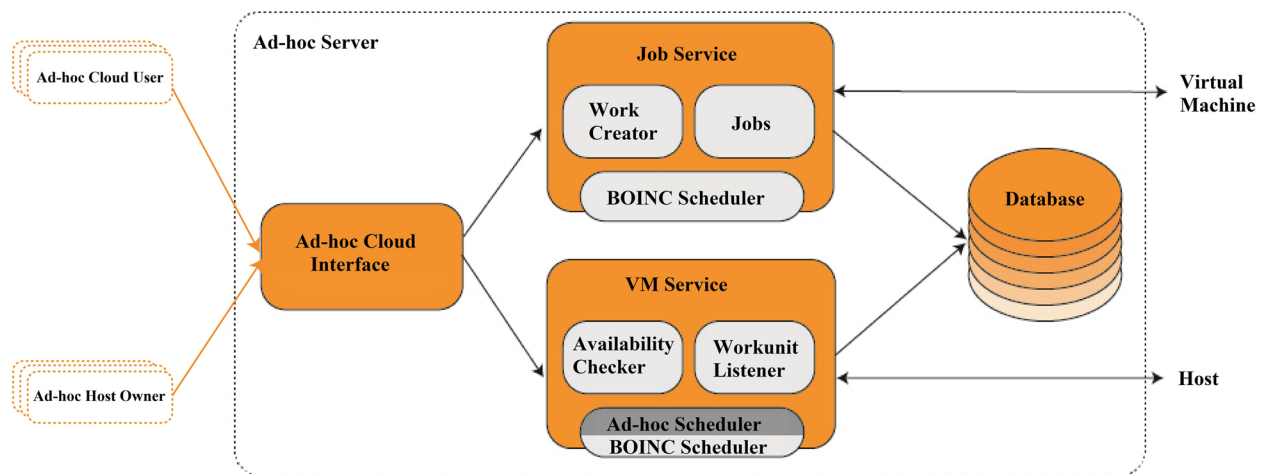 Ad-hoc Server
Ad-hoc Cloud User
Ad-hoc Host Owner
Ad-hoc Cloud
Interface
Job Service
Work
Creator
Jobs
BOINC Scheduler
VM Service
Availability
Checker
Workunit
Listener
Ad-hoc Scheduler
BOINC Scheduler
Database
Virtual
Machine
Host